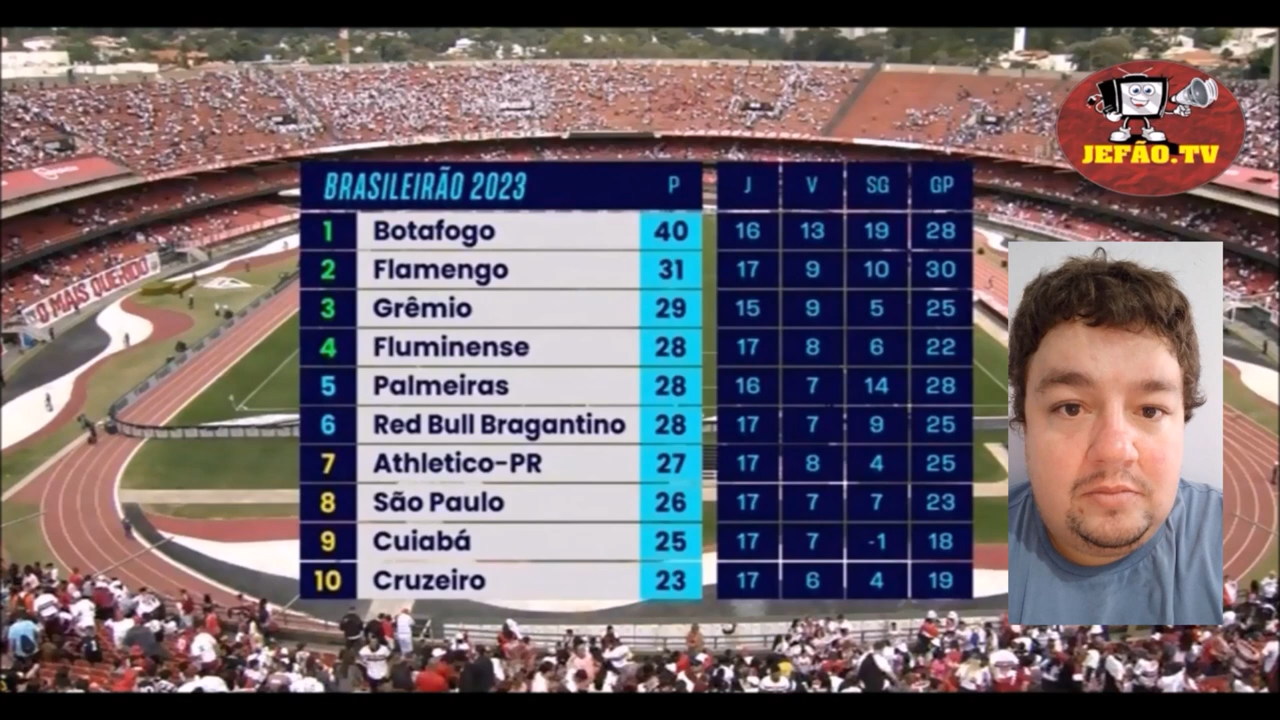 JEFÃO.TV
BRASILEIRÃO 2023 P J V SG GP
1 Botafogo 40 16 13 19 28
2 Flamengo 31 17 9 10 30
3 Grêmio 29 15 9 5 25
4 Fluminense 28 17 8 6 22
5 Palmeiras 28 16 7 14 28
6 Red Bull Bragantino 28 17 7 9 25
7 Athletico-PR 27 17 8 4 25
8 São Paulo 26 17 7 7 23
9 Cuiabá 25 17 7 -1 18
10 Cruzeiro 23 17 6 4 19
"O MAIS QUERIDO"